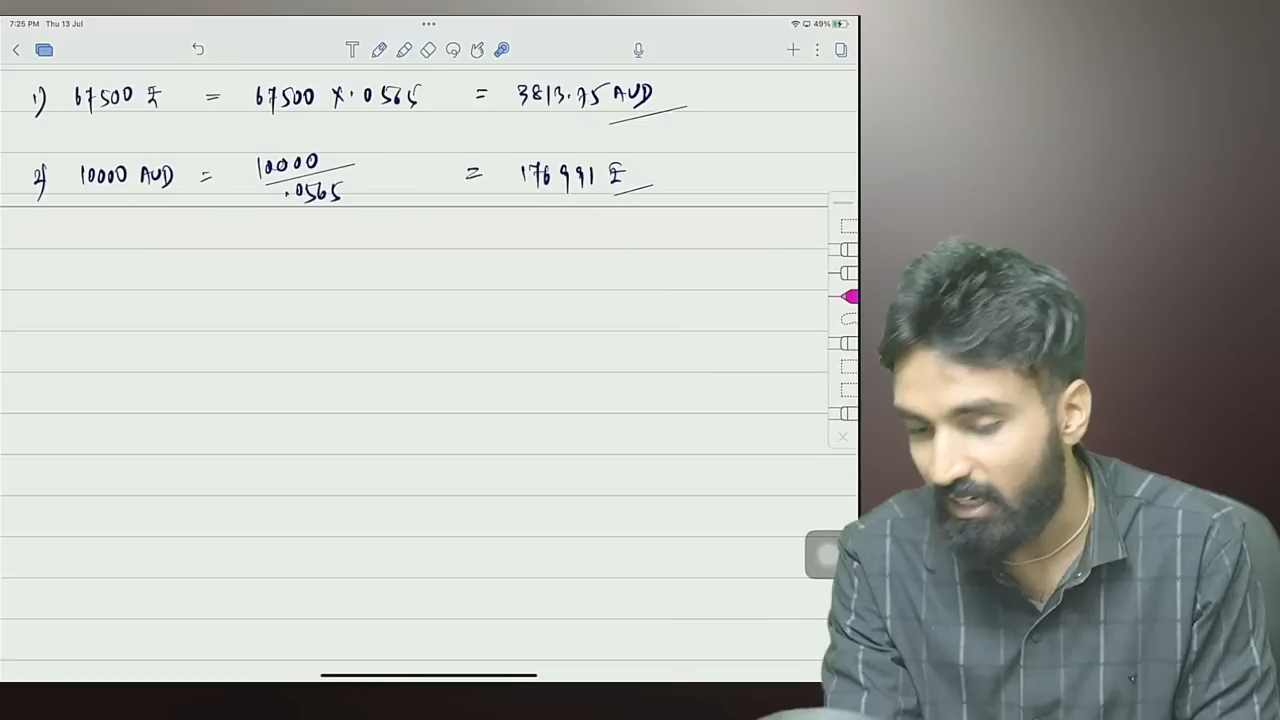 7:25 PM Thu 13 Jul
49%
1) 67500 ₹ = 67500 × .0565 = 3813.75 AUD
2) 10000 AUD = 10000 / .0565 = 176991 ₹